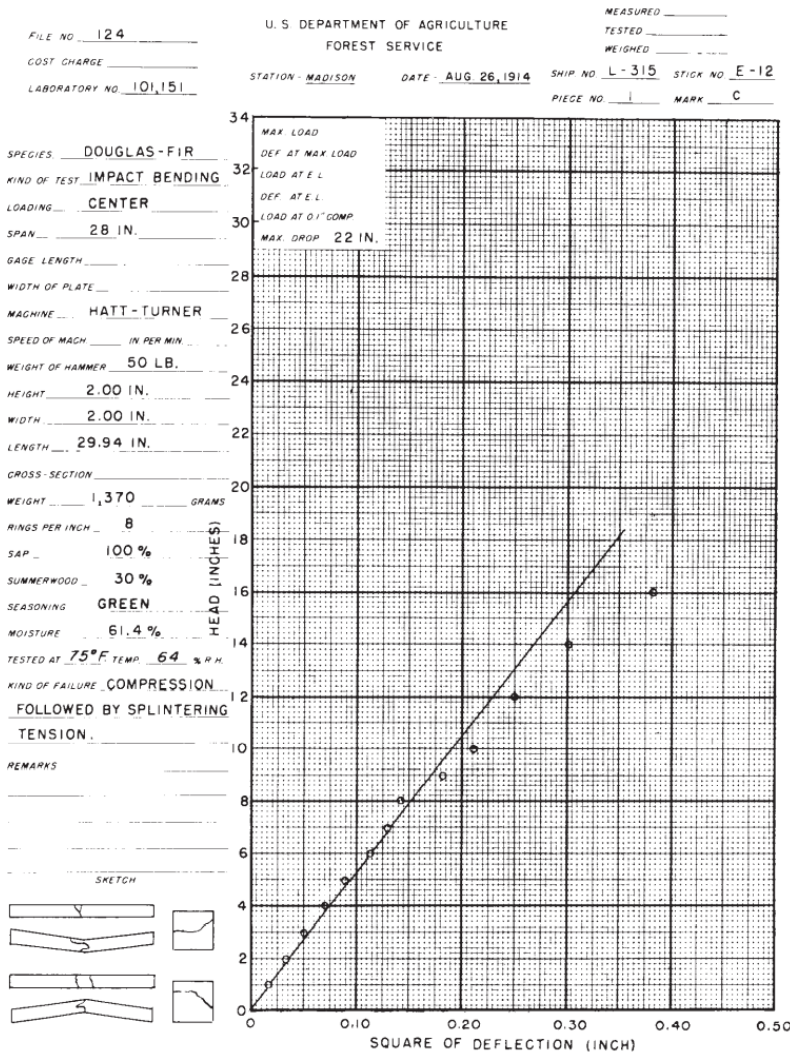 FILE NO 124
COST CHARGE
LABORATORY NO. 101,151
U. S DEPARTMENT OF AGRICULTURE
FOREST SERVICE
STATION - MADISON DATE - AUG. 26, 1914
MEASURED
TESTED
WEIGHED
SHIP. NO. L - 315 STICK NO. E - 12
PIECE NO. 1 MARK C
SPECIES DOUGLAS-FIR
KIND OF TEST IMPACT BENDING
LOADING CENTER
SPAN 28 IN.
GAGE LENGTH
WIDTH OF PLATE
MACHINE HATT-TURNER
SPEED OF MACH. IN PER MIN.
WEIGHT OF HAMMER 50 LB.
HEIGHT 2.00 IN.
WIDTH 2.00 IN.
LENGTH 29.94 IN.
CROSS-SECTION
WEIGHT 1,370 GRAMS
RINGS PER INCH 8
SAP 100 %
SUMMERWOOD 30 %
SEASONING GREEN
MOISTURE 61.4 %
TESTED AT 75°F. TEMP. 64 % R H.
KIND OF FAILURE COMPRESSION
FOLLOWED BY SPLINTERING
TENSION.
REMARKS
SKETCH
MAX. LOAD
DEF. AT MAX LOAD
LOAD AT E L
DEF. AT E L.
LOAD AT 0.1" COMP
MAX. DROP 22 IN.
HEAD (INCHES)
34
32
30
28
26
24
22
20
18
16
14
12
10
8
6
4
2
0
0 0.10 0.20 0.30 0.40 0.50
SQUARE OF DEFLECTION (INCH)